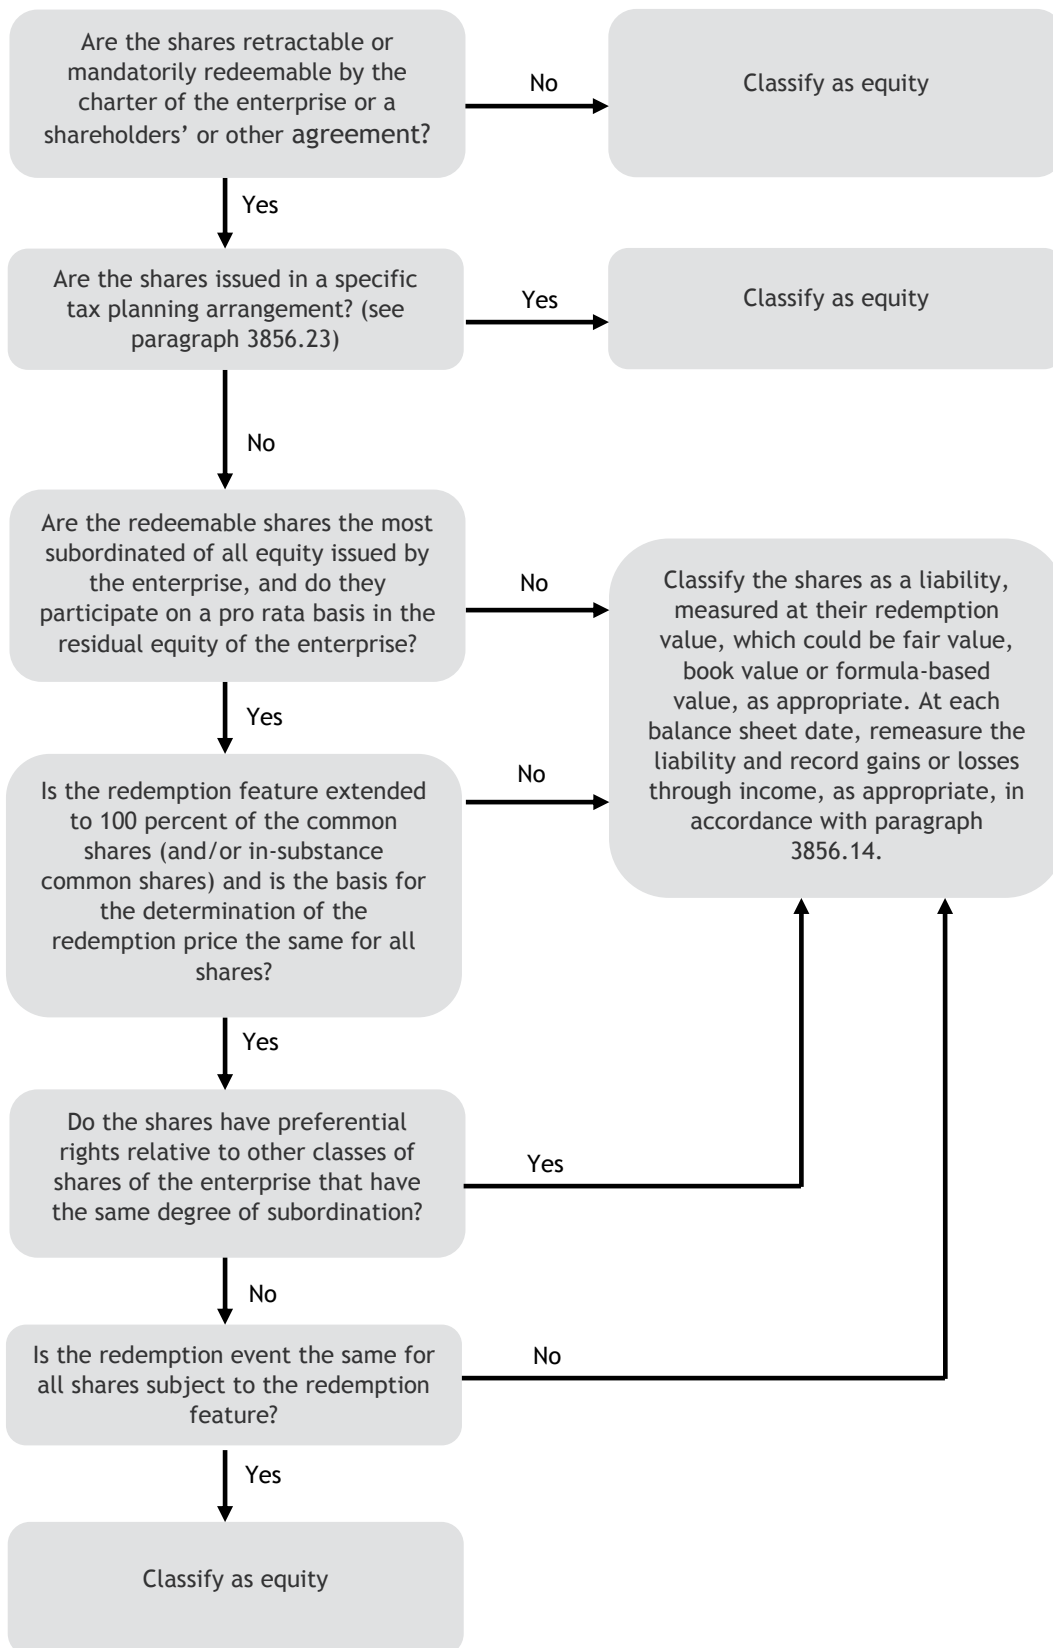 Are the shares retractable or
mandatorily redeemable by the
charter of the enterprise or a
shareholders’ or other agreement?
No
Classify as equity
Yes
Are the shares issued in a specific
tax planning arrangement? (see
paragraph 3856.23)
Yes
Classify as equity
No
Are the redeemable shares the most
subordinated of all equity issued by
the enterprise, and do they
participate on a pro rata basis in the
residual equity of the enterprise?
No
Classify the shares as a liability,
measured at their redemption
value, which could be fair value,
book value or formula-based
value, as appropriate. At each
balance sheet date, remeasure the
liability and record gains or losses
through income, as appropriate, in
accordance with paragraph
3856.14.
Yes
Is the redemption feature extended
to 100 percent of the common
shares (and/or in-substance
common shares) and is the basis for
the determination of the
redemption price the same for all
shares?
No
Yes
Do the shares have preferential
rights relative to other classes of
shares of the enterprise that have
the same degree of subordination?
Yes
No
Is the redemption event the same for
all shares subject to the redemption
feature?
No
Yes
Classify as equity